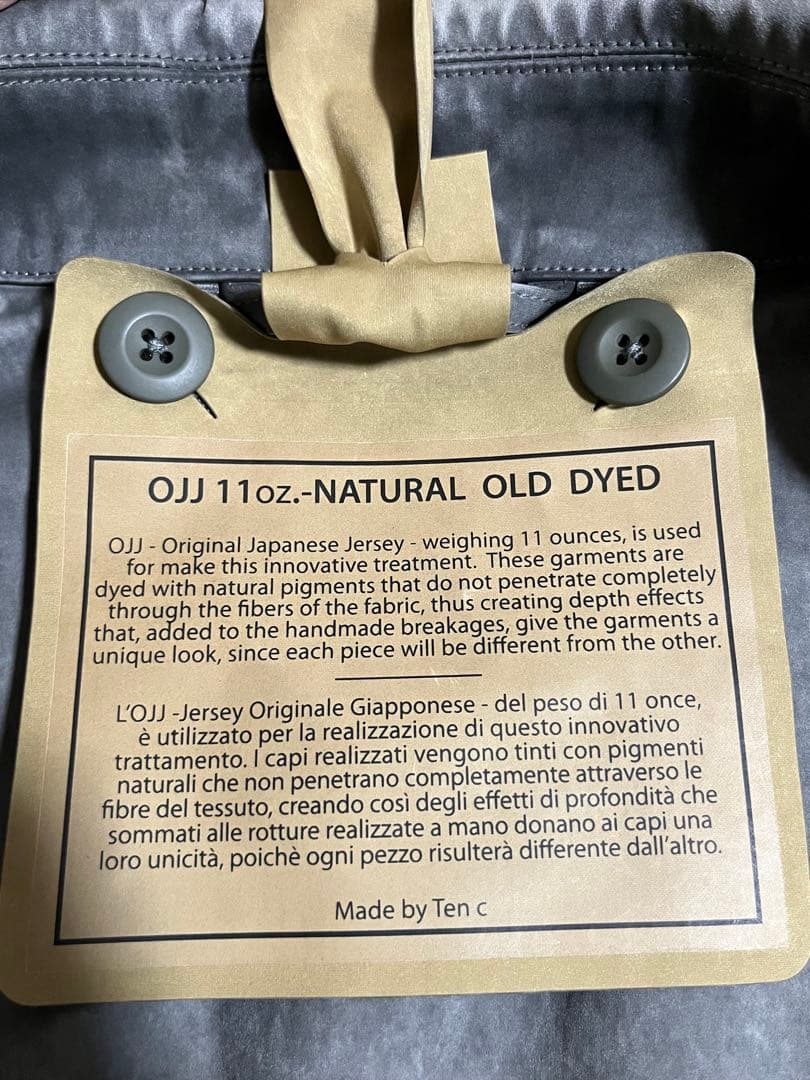 OJJ 11oz.-NATURAL OLD DYED
OJJ - Original Japanese Jersey - weighing 11 ounces, is used
for make this innovative treatment. These garments are
dyed with natural pigments that do not penetrate completely
through the fibers of the fabric, thus creating depth effects
that, added to the handmade breakages, give the garments a
unique look, since each piece will be different from the other.
L'OJJ -Jersey Originale Giapponese - del peso di 11 once,
è utilizzato per la realizzazione di questo innovativo
trattamento. I capi realizzati vengono tinti con pigmenti
naturali che non penetrano completamente attraverso le
fibre del tessuto, creando così degli effetti di profondità che
sommati alle rotture realizzate a mano donano ai capi una
loro unicità, poichè ogni pezzo risulterà differente dall'altro.
Made by Ten c